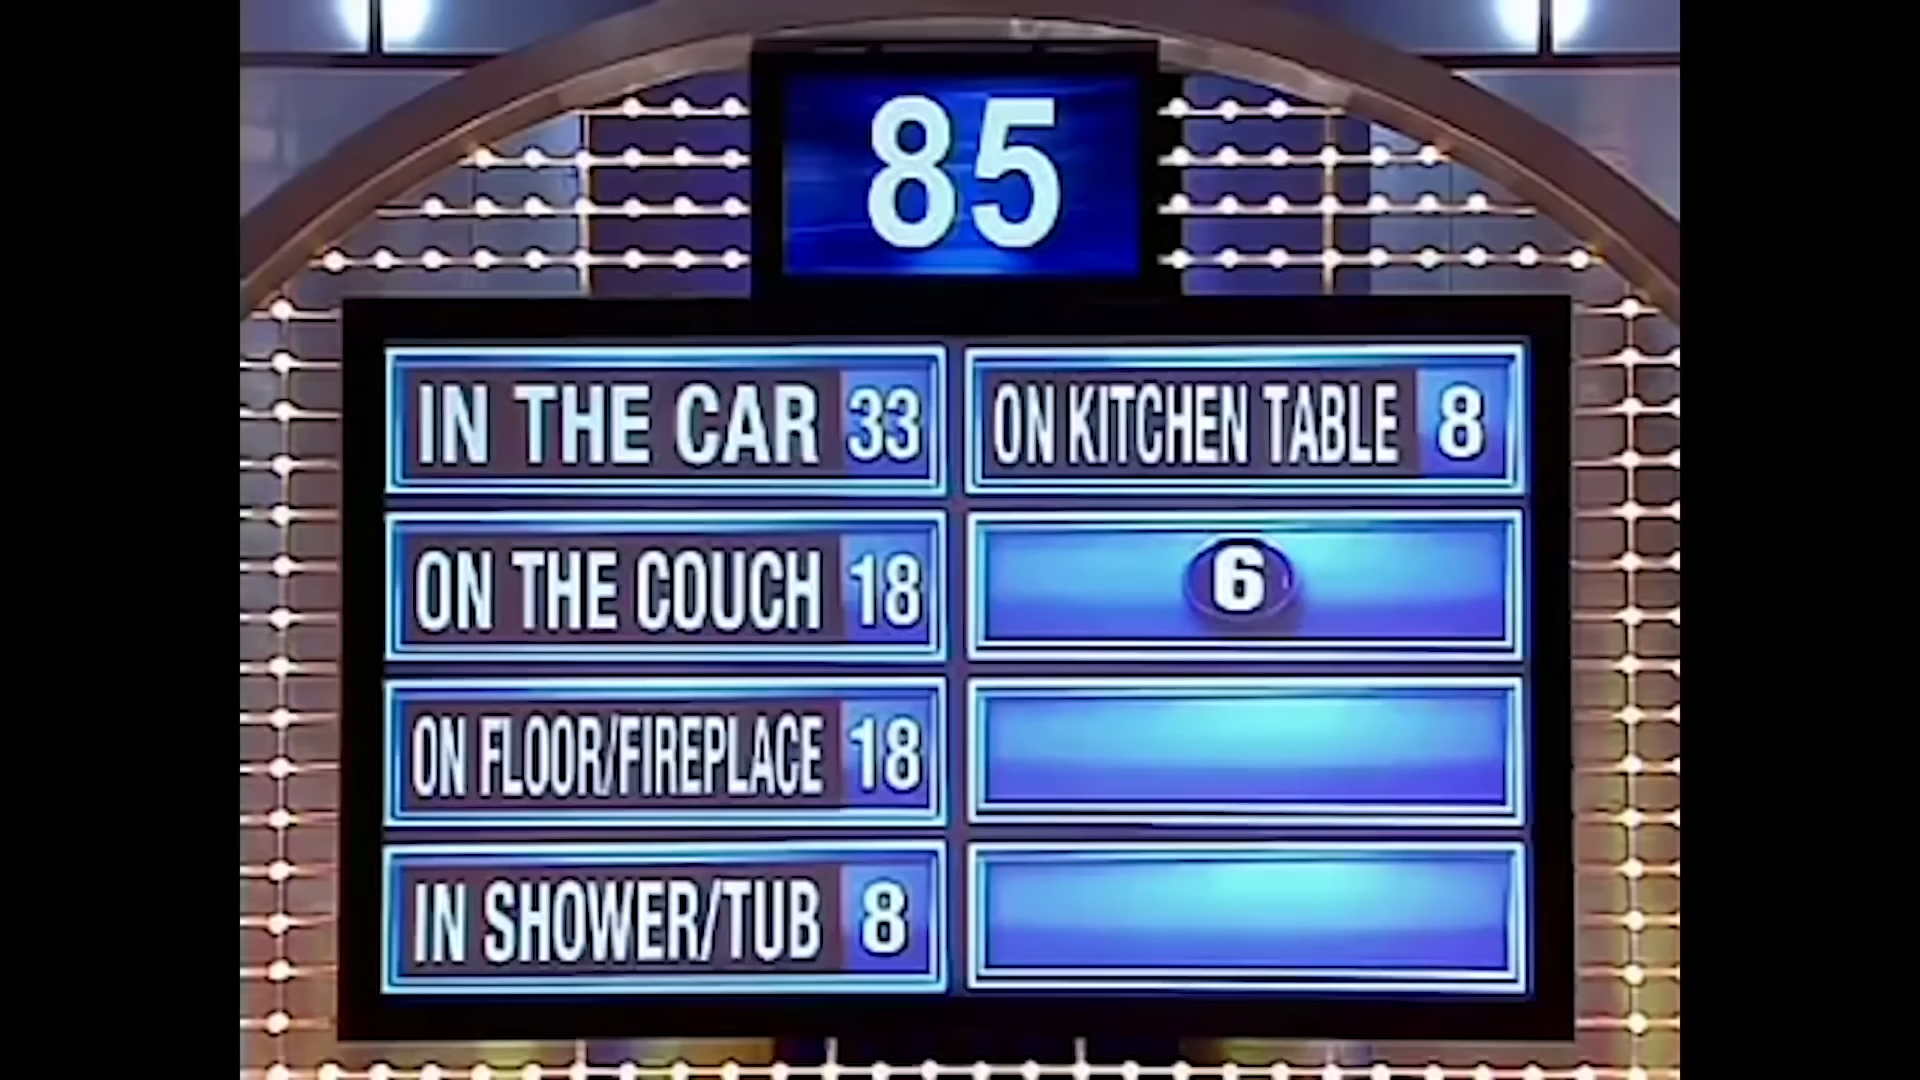 85
IN THE CAR 33
ON THE COUCH 18
ON FLOOR/FIREPLACE 18
IN SHOWER/TUB 8
ON KITCHEN TABLE 8
6